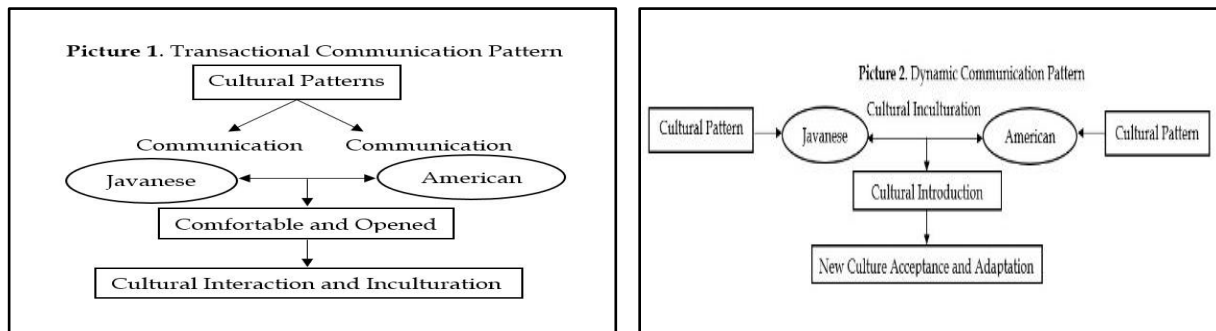 Picture 1. Transactional Communication Pattern
Cultural Patterns
Communication Communication
Javanese American
Comfortable and Opened
Cultural Interaction and Inculturation
Picture 2. Dynamic Communication Pattern
Cultural Inculturation
Cultural Pattern Javanese American Cultural Pattern
Cultural Introduction
New Culture Acceptance and Adaptation